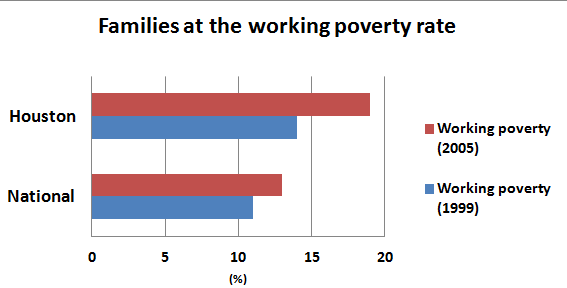 Families at the working poverty rate
Houston
National
0 5 10 15 20
(%)
Working poverty
(2005)
Working poverty
(1999)